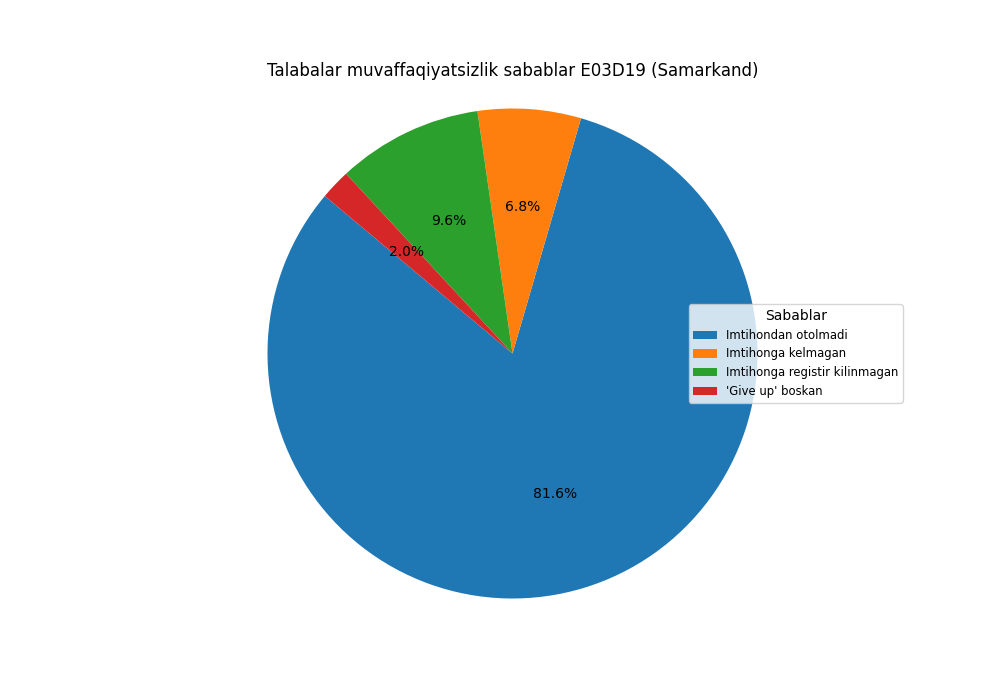 Talabalar muvaffaqiyatsizlik sabablar E03D19 (Samarkand)
6.8%
9.6%
2.0%
81.6%
Sabablar
Imtihondan otolmadi
Imtihonga kelmagan
Imtihonga registir kilinmagan
'Give up' boskan